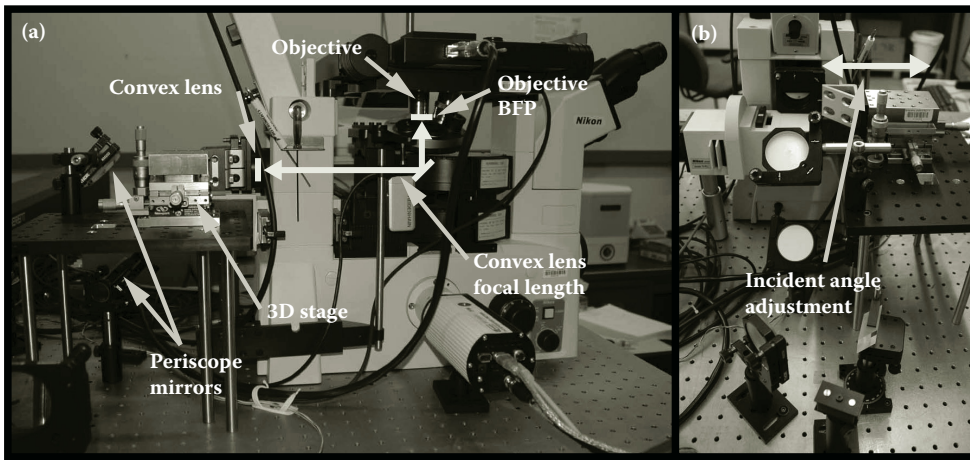 (a)
Objective
Convex lens
Objective
BFP
Nikon
Convex lens
focal length
3D stage
Periscope
mirrors
(b)
Incident angle
adjustment